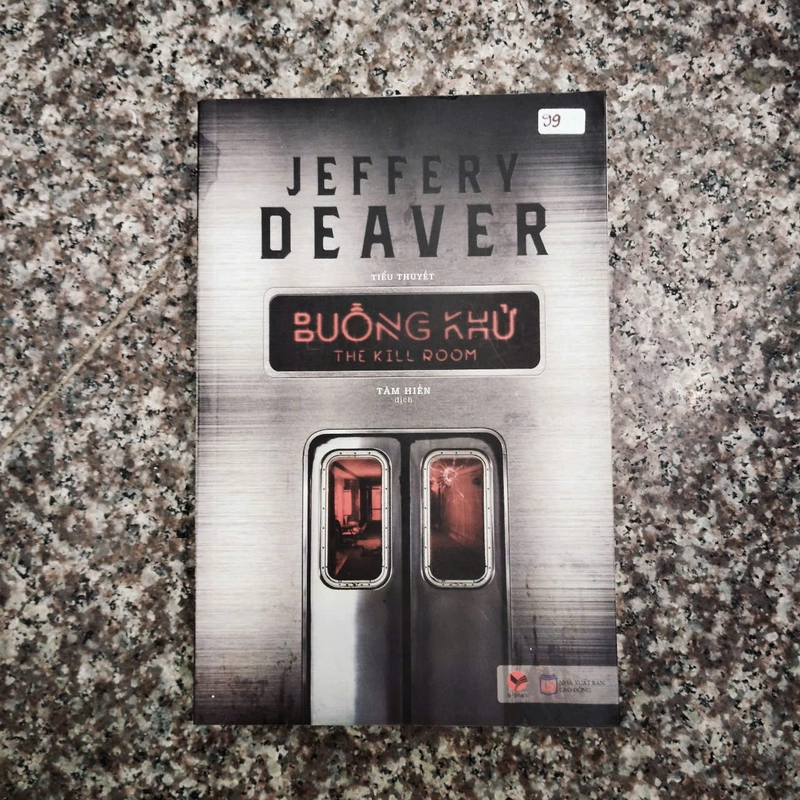 99
JEFFERY
DEAVER
TIỂU THUYẾT
BUỒNG KHỬ
THE KILL ROOM
TÂM HIỀN
dịch
NHÀ XUẤT BẢN
LAO ĐỘNG